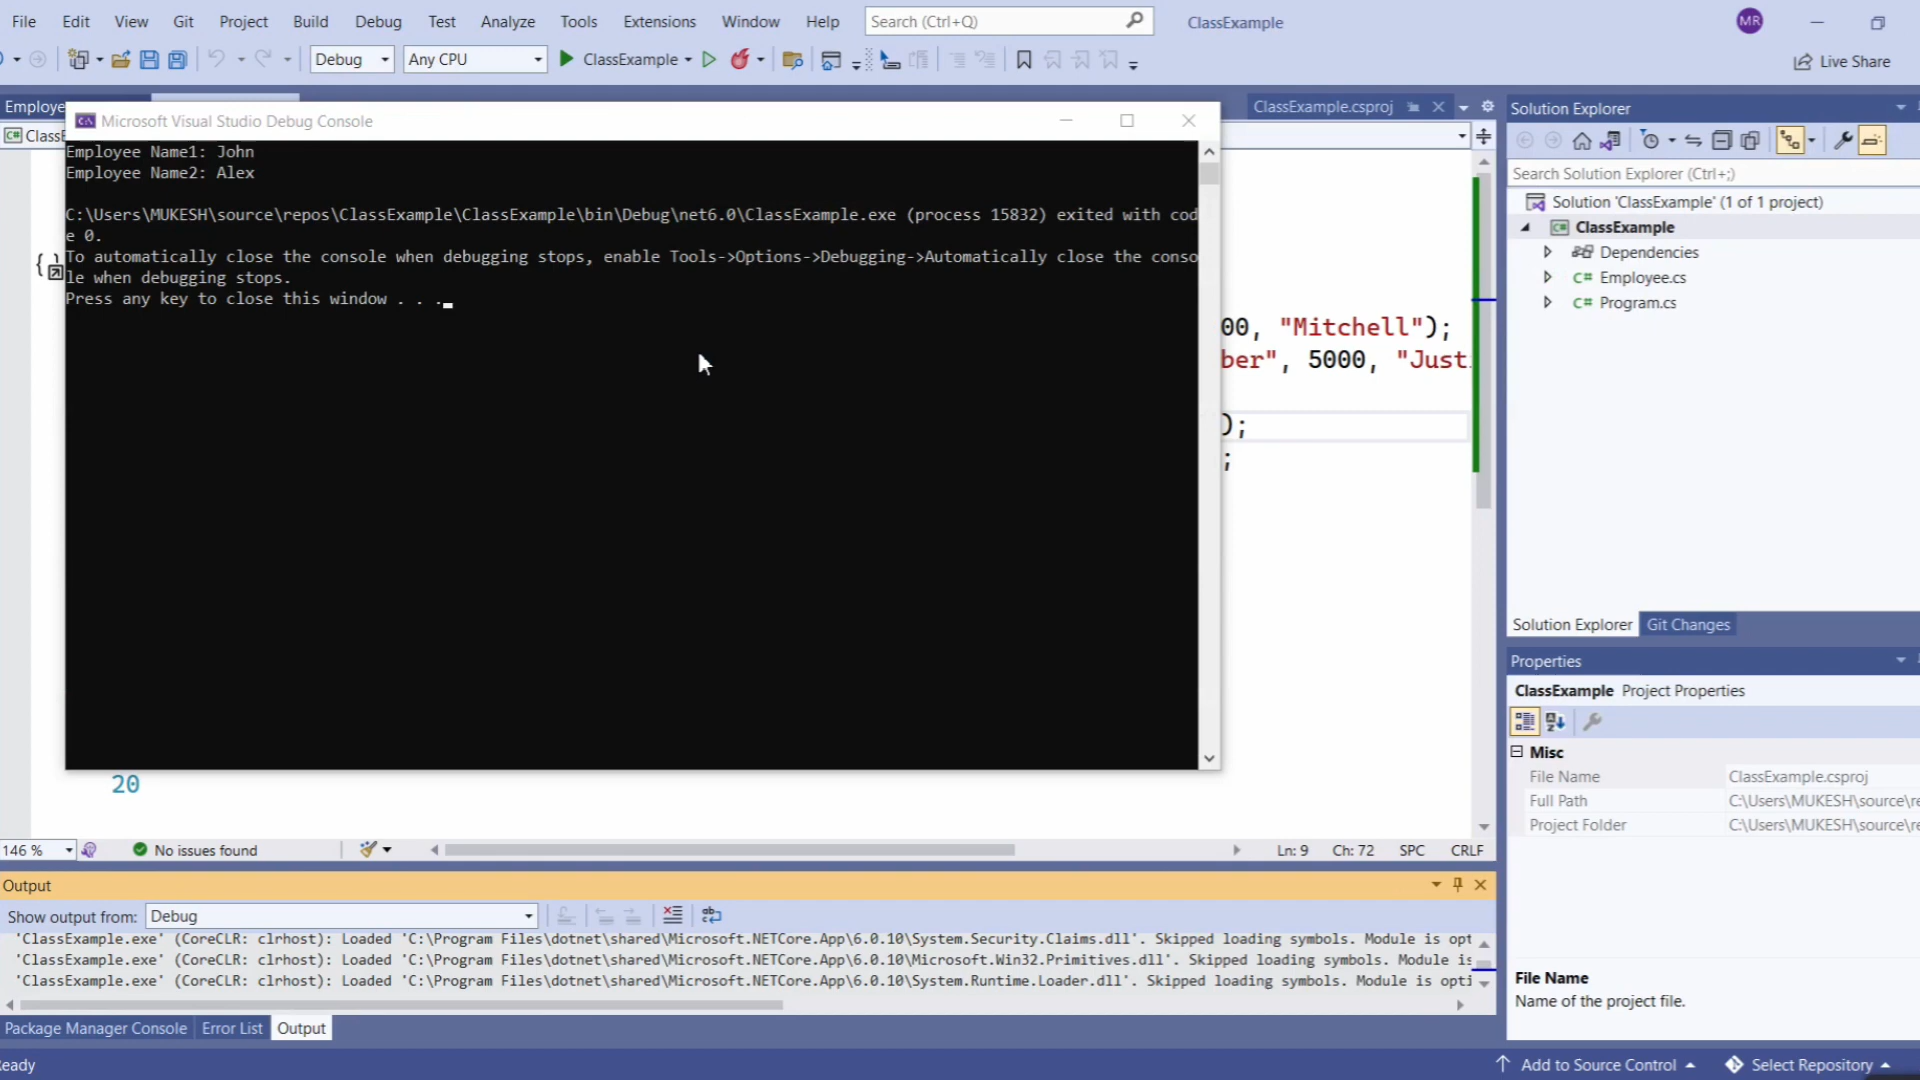 File Edit View Git Project Build Debug Test Analyze Tools Extensions Window Help Search (Ctrl+Q) ClassExample MR
Debug Any CPU ClassExample Live Share
Employe ClassExample.csproj
Microsoft Visual Studio Debug Console
Employee Name1: John
Employee Name2: Alex
C:\Users\MUKESH\source\repos\ClassExample\ClassExample\bin\Debug\net6.0\ClassExample.exe (process 15832) exited with cod
e 0.
To automatically close the console when debugging stops, enable Tools->Options->Debugging->Automatically close the conso
le when debugging stops.
Press any key to close this window . . .
C# ClassE
00, "Mitchell");
ber", 5000, "Just
);
;
20
146 % No issues found Ln: 9 Ch: 72 SPC CRLF
Output
Show output from: Debug
'ClassExample.exe' (CoreCLR: clrhost): Loaded 'C:\Program Files\dotnet\shared\Microsoft.NETCore.App\6.0.10\System.Security.Claims.dll'. Skipped loading symbols. Module is opt
'ClassExample.exe' (CoreCLR: clrhost): Loaded 'C:\Program Files\dotnet\shared\Microsoft.NETCore.App\6.0.10\Microsoft.Win32.Primitives.dll'. Skipped loading symbols. Module is
'ClassExample.exe' (CoreCLR: clrhost): Loaded 'C:\Program Files\dotnet\shared\Microsoft.NETCore.App\6.0.10\System.Runtime.Loader.dll'. Skipped loading symbols. Module is opti
Package Manager Console Error List Output
Solution Explorer
Search Solution Explorer (Ctrl+;)
Solution 'ClassExample' (1 of 1 project)
C# ClassExample
Dependencies
C# Employee.cs
C# Program.cs
Solution Explorer Git Changes
Properties
ClassExample Project Properties
Misc
File Name ClassExample.csproj
Full Path C:\Users\MUKESH\source\re
Project Folder C:\Users\MUKESH\source\re
File Name
Name of the project file.
eady Add to Source Control Select Repository